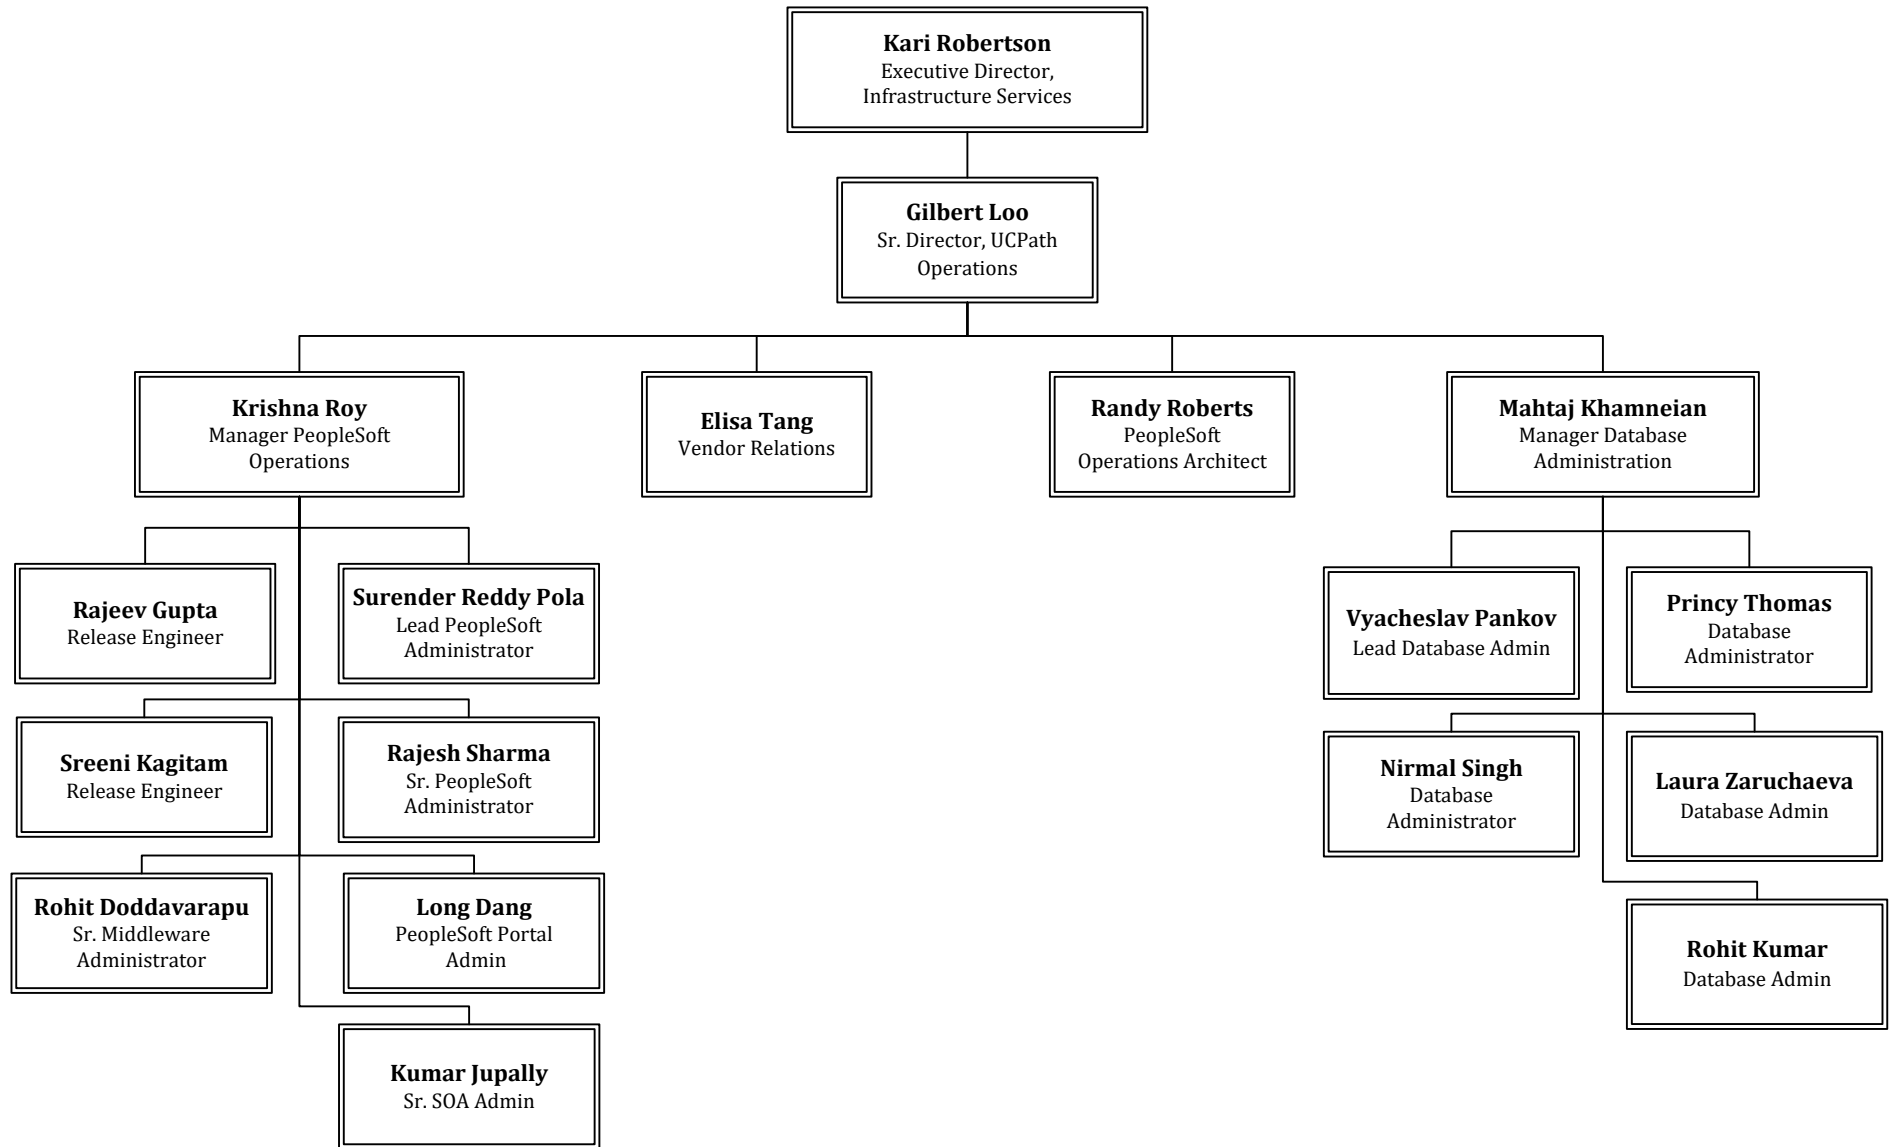 Kari Robertson
Executive Director,
Infrastructure Services
Gilbert Loo
Sr. Director, UCPath
Operations
Krishna Roy
Manager PeopleSoft
Operations
Elisa Tang
Vendor Relations
Randy Roberts
PeopleSoft
Operations Architect
Mahtaj Khamneian
Manager Database
Administration
Rajeev Gupta
Release Engineer
Surender Reddy Pola
Lead PeopleSoft
Administrator
Vyacheslav Pankov
Lead Database Admin
Princy Thomas
Database
Administrator
Sreeni Kagitam
Release Engineer
Rajesh Sharma
Sr. PeopleSoft
Administrator
Nirmal Singh
Database
Administrator
Laura Zaruchaeva
Database Admin
Rohit Doddavarapu
Sr. Middleware
Administrator
Long Dang
PeopleSoft Portal
Admin
Rohit Kumar
Database Admin
Kumar Jupally
Sr. SOA Admin